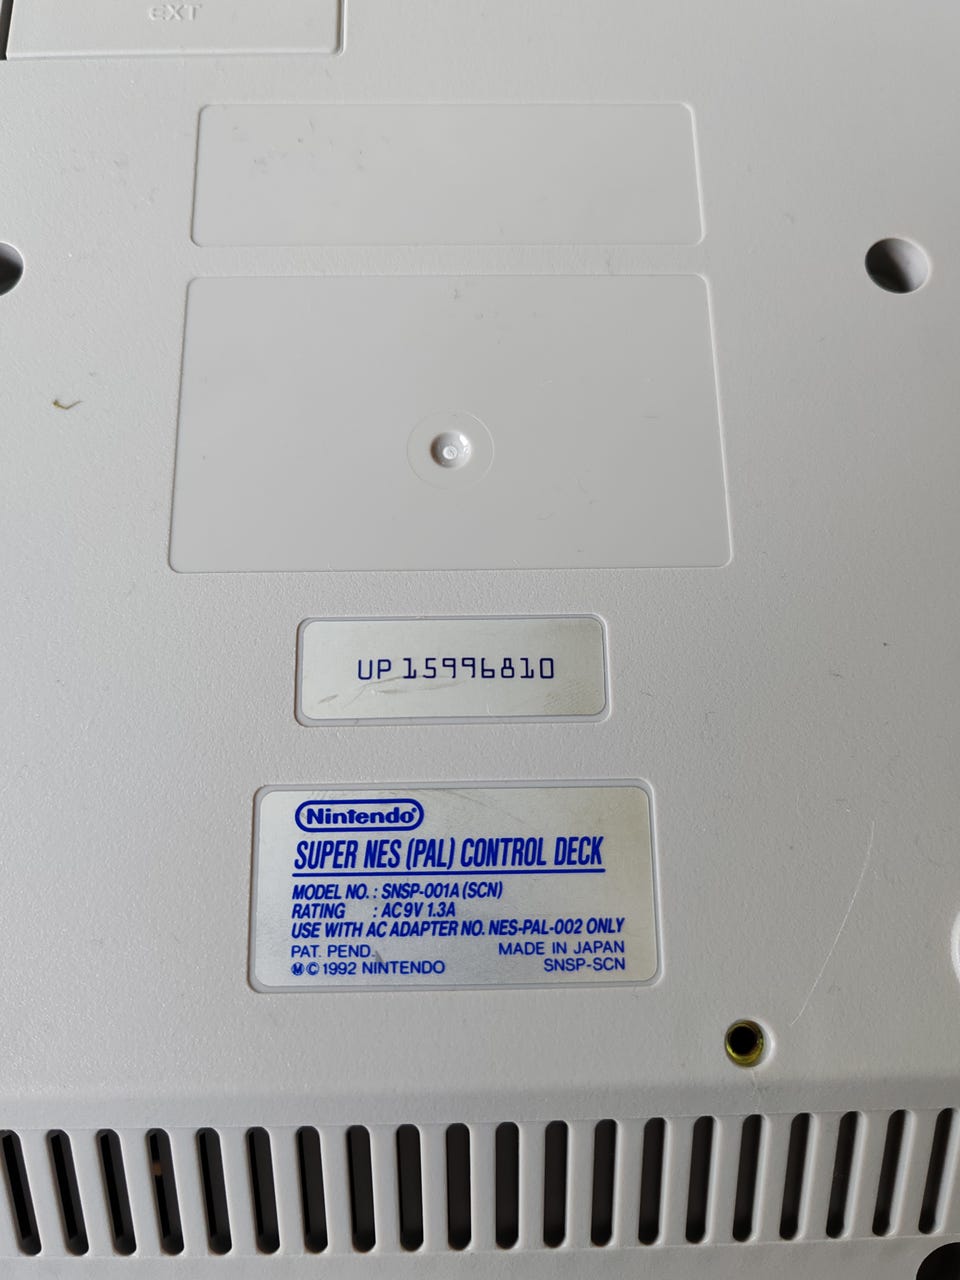 EXT
UP 15996810
Nintendo®
SUPER NES (PAL) CONTROL DECK
MODEL NO. : SNSP-001A (SCN)
RATING : AC 9V 1.3A
USE WITH AC ADAPTER NO. NES-PAL-002 ONLY
PAT. PEND. MADE IN JAPAN
Ⓜ©1992 NINTENDO SNSP-SCN